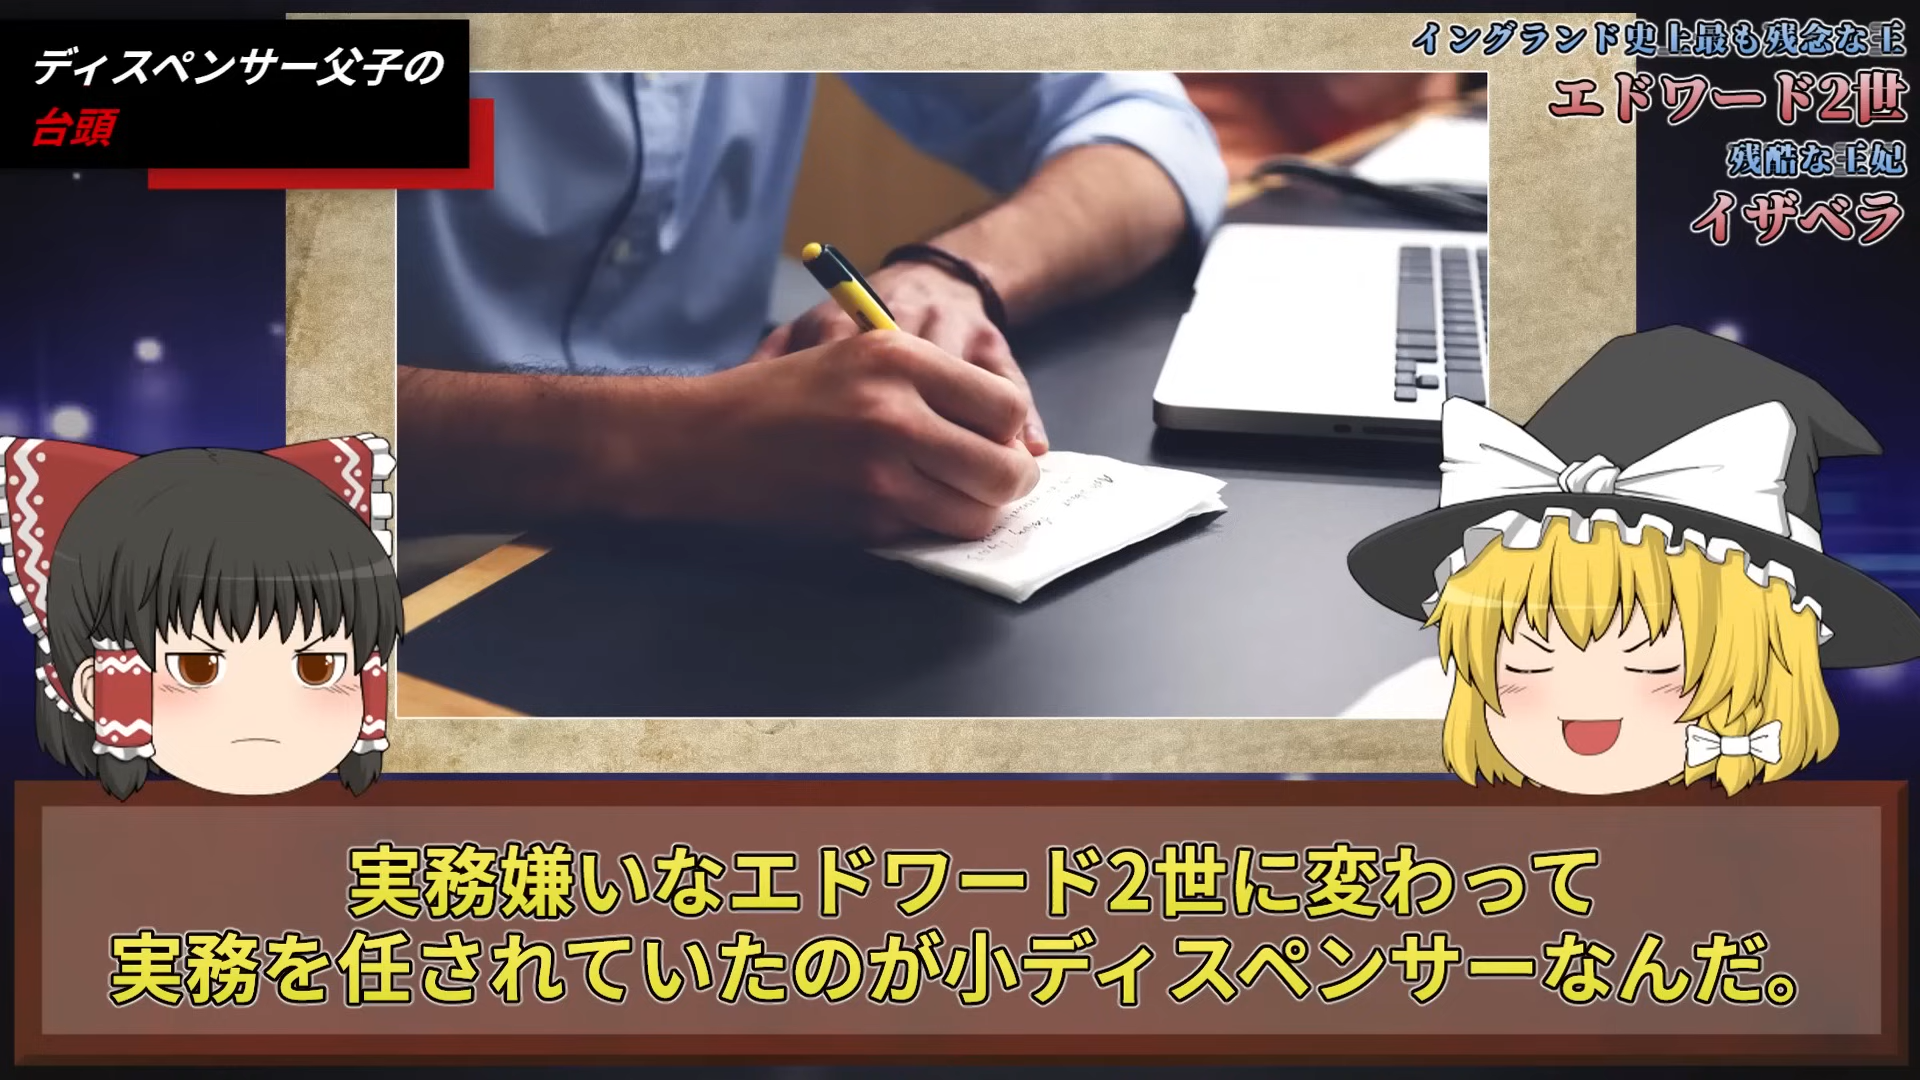 ディスペンサー父子の
台頭
イングランド史上最も残念な王
エドワード2世
残酷な王妃
イザベラ
実務嫌いなエドワード2世に変わって
実務を任されていたのが小ディスペンサーなんだ。